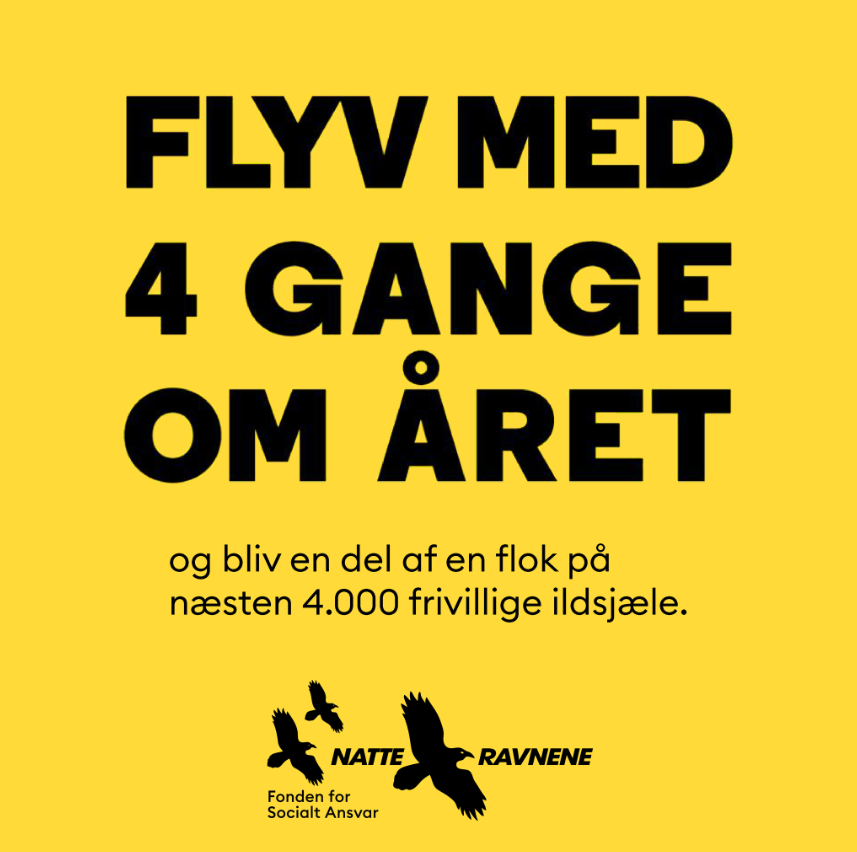 FLYV MED
4 GANGE
OM ÅRET
og bliv en del af en flok på
næsten 4.000 frivillige ildsjæle.
NATTE RAVNENE
Fonden for
Socialt Ansvar